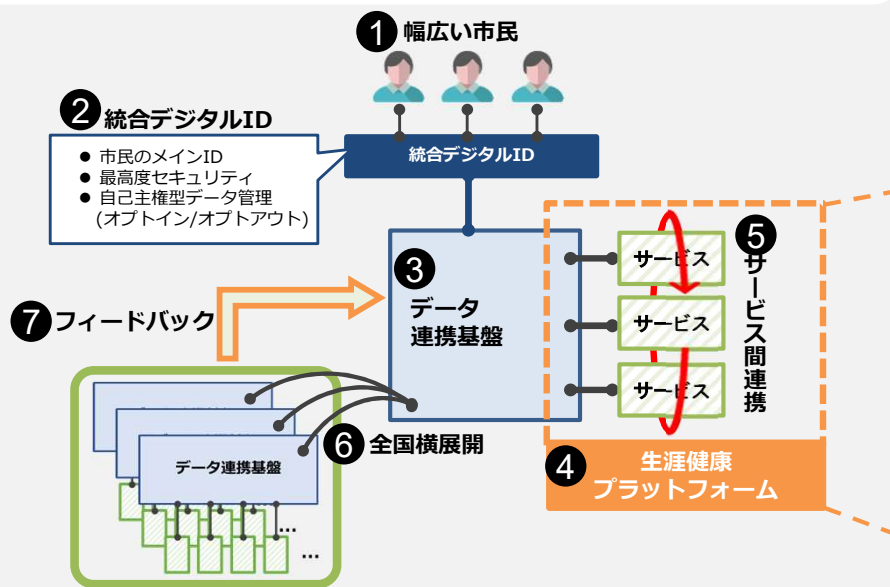 1 幅広い市民
2 統合デジタルID
● 市民のメインID
● 最高度セキュリティ
● 自己主権型データ管理
(オプトイン/オプトアウト)
統合デジタルID
3
データ
連携基盤
サービス
サービス
サービス
5 サービス間連携
7 フィードバック
データ連携基盤
...
...
6 全国横展開
4 生涯健康
プラットフォーム